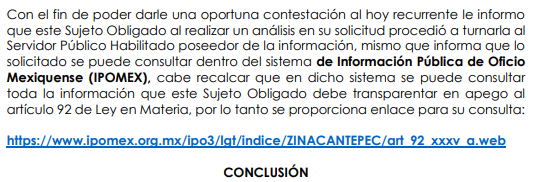 Con el fin de poder darle una oportuna contestación al hoy recurrente le informo
que este Sujeto Obligado al realizar un análisis en su solicitud procedió a turnarla al
Servidor Público Habilitado poseedor de la información, mismo que informa que lo
solicitado se puede consultar dentro del sistema de Información Pública de Oficio
Mexiquense (IPOMEX), cabe recalcar que en dicho sistema se puede consultar
toda la información que este Sujeto Obligado debe transparentar en apego al
artículo 92 de Ley en Materia, por lo tanto se proporciona enlace para su consulta:
https://www.ipomex.org.mx/ipo3/lgt/indice/ZINACANTEPEC/art_92_xxxv_a.web
CONCLUSIÓN